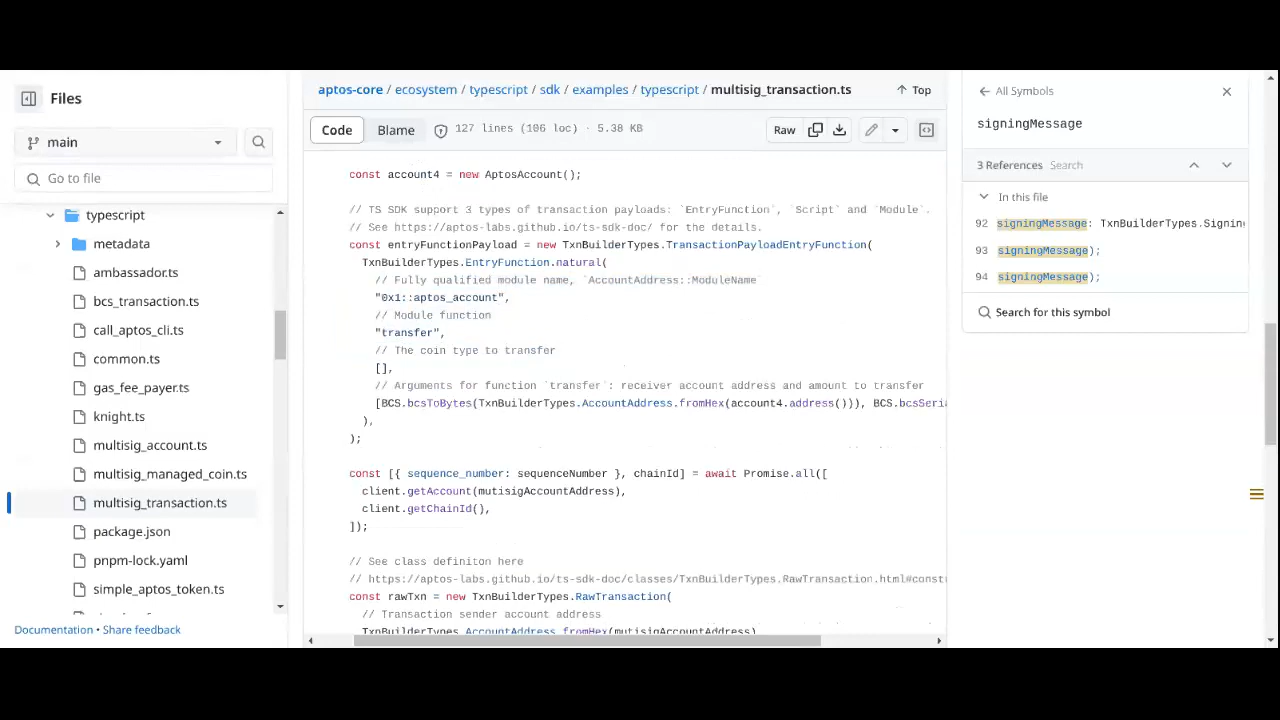 Files
main
Go to file
typescript
metadata
ambassador.ts
bcs_transaction.ts
call_aptos_cli.ts
common.ts
gas_fee_payer.ts
knight.ts
multisig_account.ts
multisig_managed_coin.ts
multisig_transaction.ts
package.json
pnpm-lock.yaml
simple_aptos_token.ts
Documentation • Share feedback
aptos-core / ecosystem / typescript / sdk / examples / typescript / multisig_transaction.ts
Top
Code Blame 127 lines (106 loc) · 5.38 KB
Raw
const account4 = new AptosAccount();
// TS SDK support 3 types of transaction payloads: `EntryFunction`, `Script` and `Module`.
// See https://aptos-labs.github.io/ts-sdk-doc/ for the details.
const entryFunctionPayload = new TxnBuilderTypes.TransactionPayloadEntryFunction(
TxnBuilderTypes.EntryFunction.natural(
// Fully qualified module name, `AccountAddress::ModuleName`
"0x1::aptos_account",
// Module function
"transfer",
// The coin type to transfer
[],
// Arguments for function `transfer`: receiver account address and amount to transfer
[BCS.bcsToBytes(TxnBuilderTypes.AccountAddress.fromHex(account4.address())), BCS.bcsSeria
),
);
const [{ sequence_number: sequenceNumber }, chainId] = await Promise.all([
client.getAccount(mutisigAccountAddress),
client.getChainId(),
]);
// See class definiton here
// https://aptos-labs.github.io/ts-sdk-doc/classes/TxnBuilderTypes.RawTransaction.html#const
const rawTxn = new TxnBuilderTypes.RawTransaction(
// Transaction sender account address
TxnBuilderTypes.AccountAddress.fromHex(mutisigAccountAddress)
All Symbols
signingMessage
3 References Search
In this file
92 signingMessage: TxnBuilderTypes.Signin
93 signingMessage);
94 signingMessage);
Search for this symbol